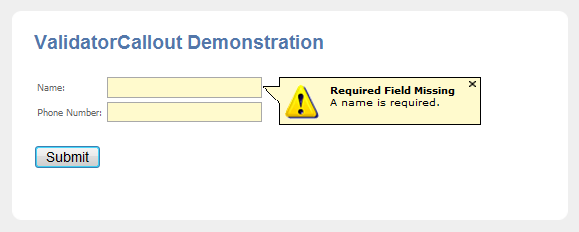 ValidatorCallout Demonstration
Name:
Required Field Missing
A name is required.
Phone Number:
Submit